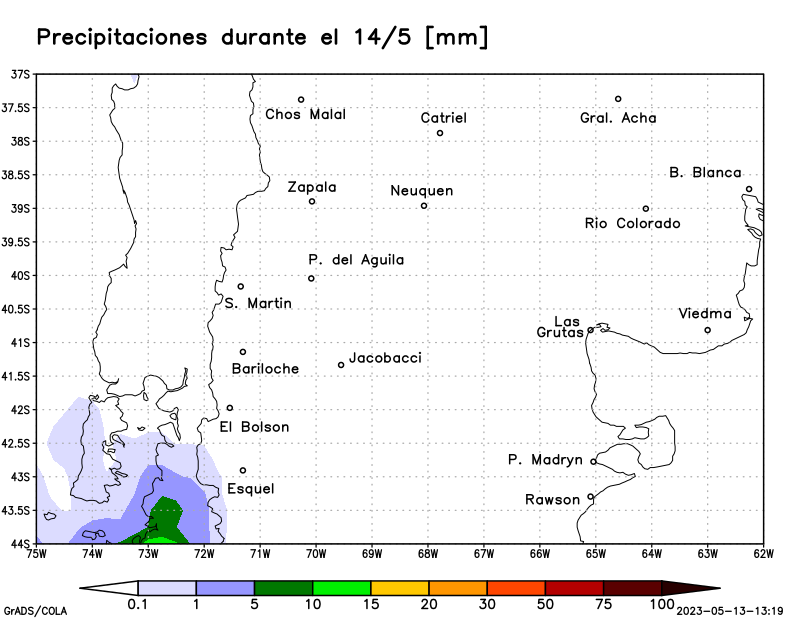 Precipitaciones durante el 14/5 [mm]
37S
37.5S
38S
38.5S
39S
39.5S
40S
40.5S
41S
41.5S
42S
42.5S
43S
43.5S
44S
Chos Malal
Catriel
Gral. Acha
B. Blanca
Zapala
Neuquen
Rio Colorado
P. del Aguila
S. Martin
Viedma
Las
Grutas
Bariloche
Jacobacci
El Bolson
P. Madryn
Esquel
Rawson
75W 74W 73W 72W 71W 70W 69W 68W 67W 66W 65W 64W 63W 62W
0.1 1 5 10 15 20 30 50 75 100
GrADS/COLA
2023-05-13-13:19